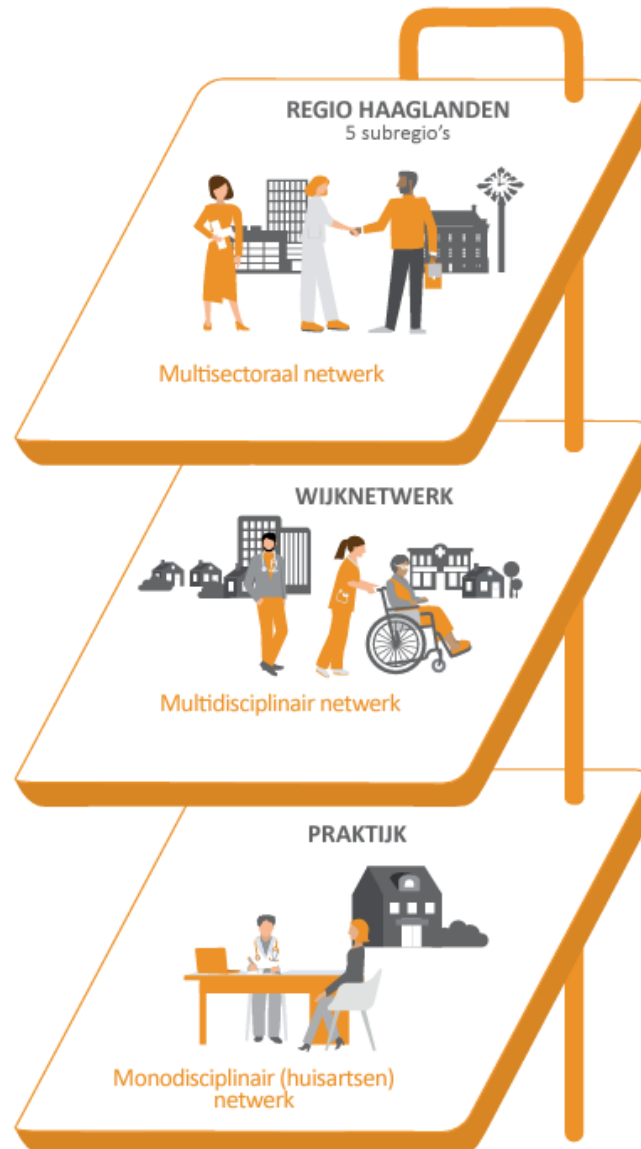 REGIO HAAGLANDEN
5 subregio's
Multisectoraal netwerk
WIJKNETWERK
Multidisciplinair netwerk
PRAKTIJK
Monodisciplinair (huisartsen)
netwerk